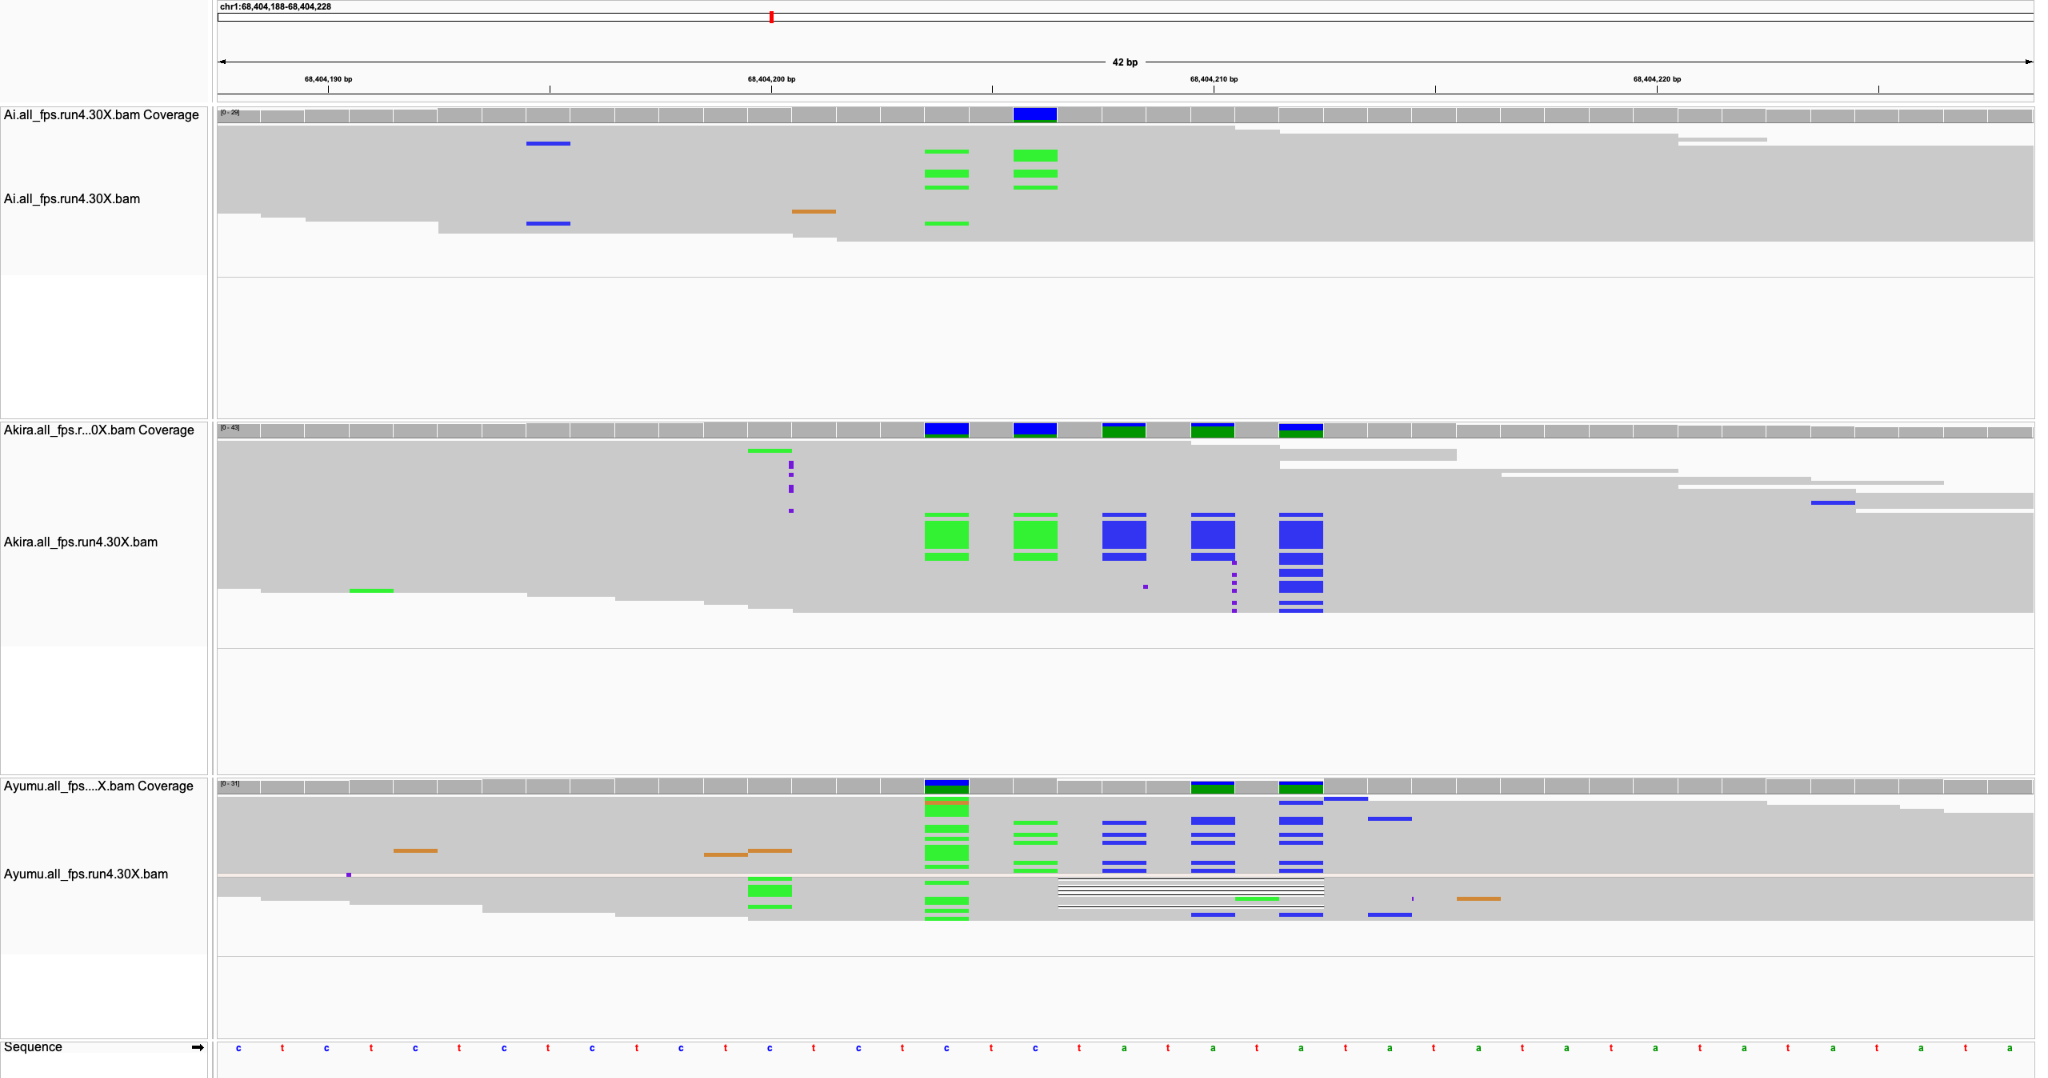 chr1:68,404,188-68,404,228
42 bp
68,404,190 bp 68,404,200 bp 68,404,210 bp 68,404,220 bp
Ai.all_fps.run4.30X.bam Coverage
[0 - 29]
Ai.all_fps.run4.30X.bam
Akira.all_fps.r...0X.bam Coverage
[0 - 43]
Akira.all_fps.run4.30X.bam
Ayumu.all_fps....X.bam Coverage
[0 - 31]
Ayumu.all_fps.run4.30X.bam
Sequence c t c t c t c t c t c t c t c t c t c t a t a t a t a t a t a t a t a t a t a